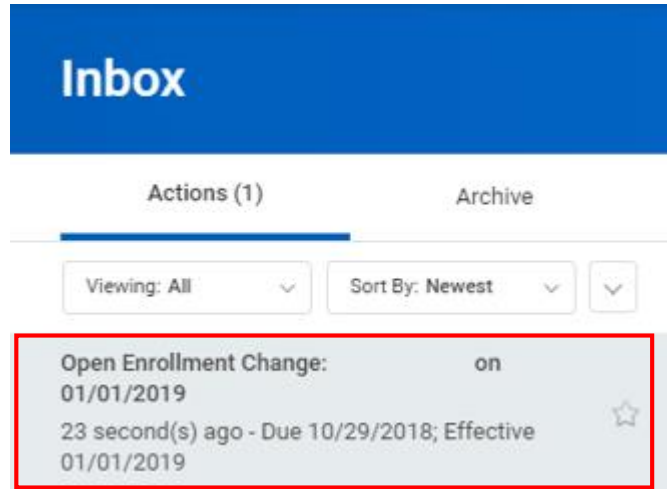 Inbox
Actions (1) Archive
Viewing: All Sort By: Newest
Open Enrollment Change: on
01/01/2019
23 second(s) ago - Due 10/29/2018; Effective
01/01/2019